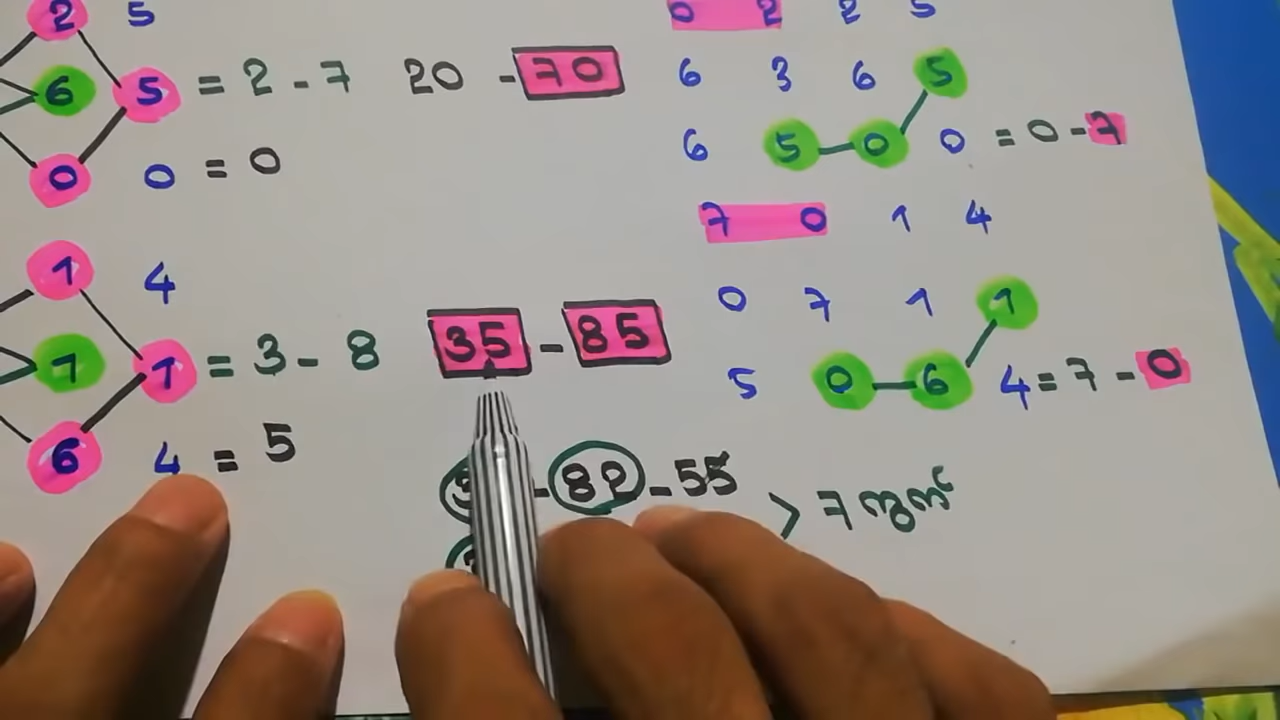 2 5
6 5 = 2 - 7 20 - 70
0 0 = 0
1 4
7 1 = 3 - 8 35 - 85
6 4 = 5
- 82 - 55
> 7
0 2 2 5
6 3 6 5
6 5 0 0 = 0 - 7
7 0 1 4
0 7 1 1
5 0 6 4 = 7 - 0